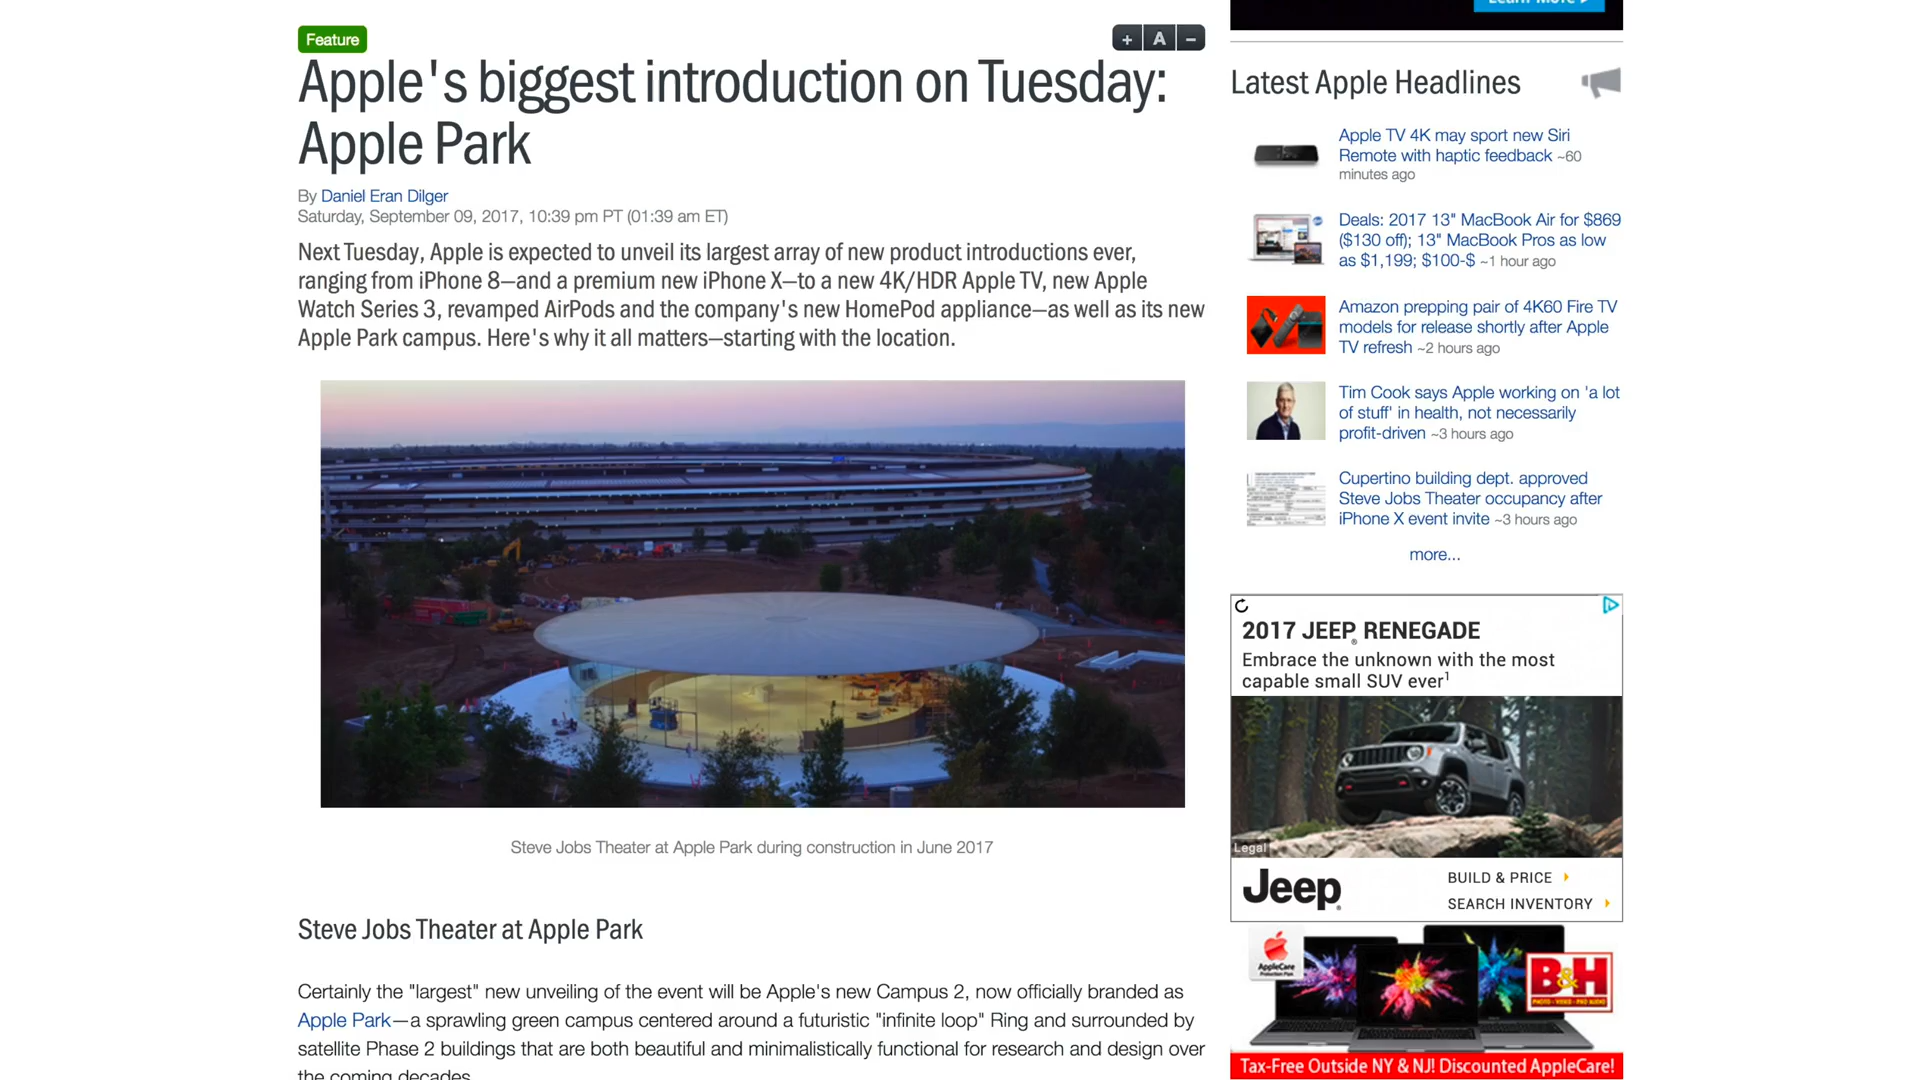 Feature
+ A -
Apple's biggest introduction on Tuesday:
Apple Park
By Daniel Eran Dilger
Saturday, September 09, 2017, 10:39 pm PT (01:39 am ET)
Next Tuesday, Apple is expected to unveil its largest array of new product introductions ever,
ranging from iPhone 8—and a premium new iPhone X—to a new 4K/HDR Apple TV, new Apple
Watch Series 3, revamped AirPods and the company's new HomePod appliance—as well as its new
Apple Park campus. Here's why it all matters—starting with the location.
Steve Jobs Theater at Apple Park during construction in June 2017
Steve Jobs Theater at Apple Park
Certainly the "largest" new unveiling of the event will be Apple's new Campus 2, now officially branded as
Apple Park—a sprawling green campus centered around a futuristic "infinite loop" Ring and surrounded by
satellite Phase 2 buildings that are both beautiful and minimalistically functional for research and design over
the coming decades
Learn More >
Latest Apple Headlines
Apple TV 4K may sport new Siri
Remote with haptic feedback ~60
minutes ago
Deals: 2017 13" MacBook Air for $869
($130 off); 13" MacBook Pros as low
as $1,199; $100-$ ~1 hour ago
Amazon prepping pair of 4K60 Fire TV
models for release shortly after Apple
TV refresh ~2 hours ago
Tim Cook says Apple working on 'a lot
of stuff' in health, not necessarily
profit-driven ~3 hours ago
Cupertino building dept. approved
Steve Jobs Theater occupancy after
iPhone X event invite ~3 hours ago
more...
2017 JEEP® RENEGADE
Embrace the unknown with the most
capable small SUV ever¹
Legal
Jeep®
BUILD & PRICE
SEARCH INVENTORY
AppleCare
Protection Plan
B&H
PHOTO - VIDEO - PRO AUDIO
Tax-Free Outside NY & NJ! Discounted AppleCare!